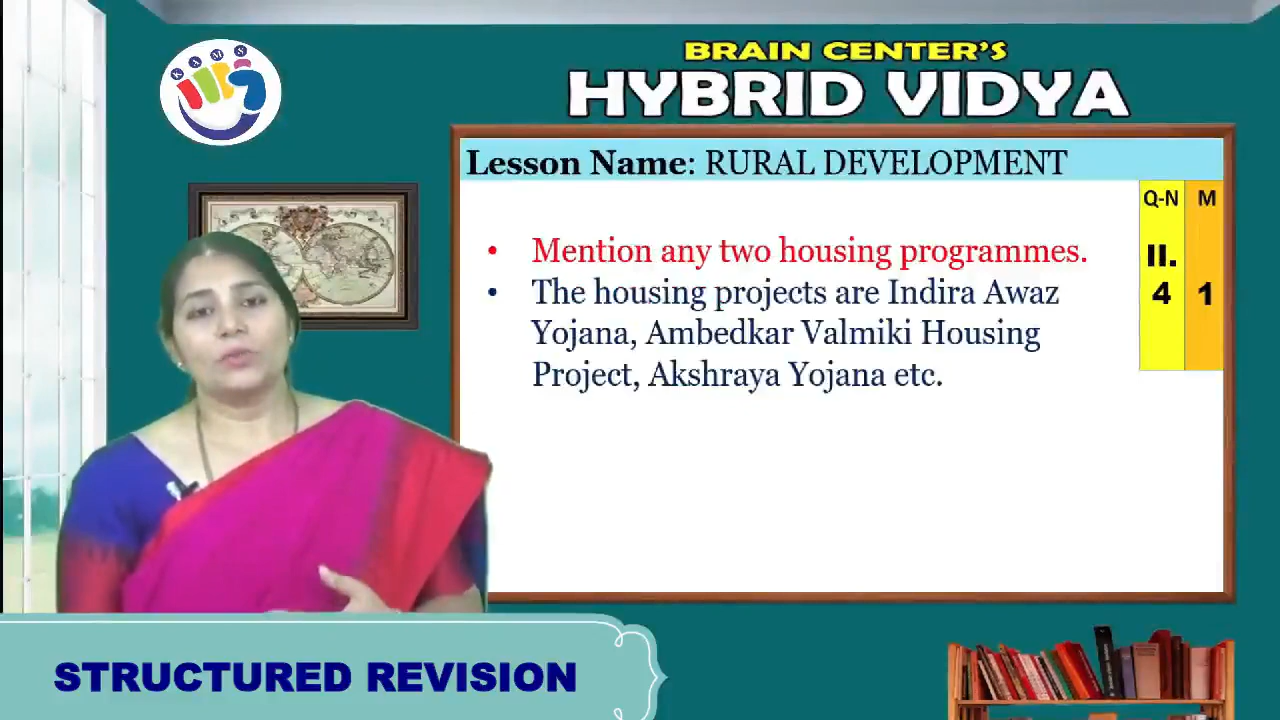 KAMS
BRAIN CENTER'S
HYBRID VIDYA
Lesson Name: RURAL DEVELOPMENT
Q-N M
• Mention any two housing programmes.
II.
• The housing projects are Indira Awaz
4 1
Yojana, Ambedkar Valmiki Housing
Project, Akshraya Yojana etc.
STRUCTURED REVISION